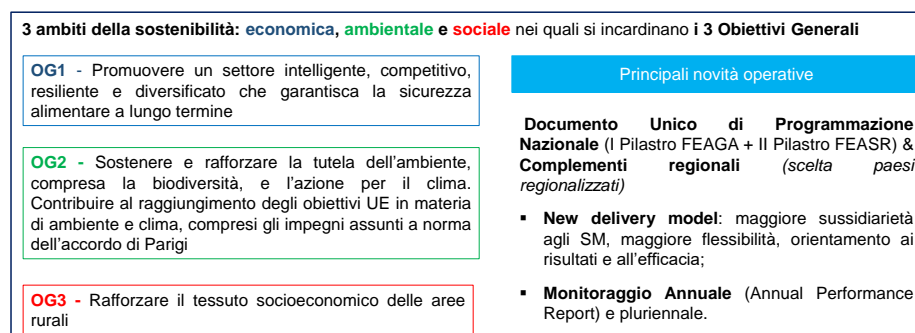 3 ambiti della sostenibilità: economica, ambientale e sociale nei quali si incardinano i 3 Obiettivi Generali
OG1 - Promuovere un settore intelligente, competitivo,
resiliente e diversificato che garantisca la sicurezza
alimentare a lungo termine
OG2 - Sostenere e rafforzare la tutela dell'ambiente,
compresa la biodiversità, e l'azione per il clima.
Contribuire al raggiungimento degli obiettivi UE in materia
di ambiente e clima, compresi gli impegni assunti a norma
dell'accordo di Parigi
OG3 - Rafforzare il tessuto socioeconomico delle aree
rurali
Principali novità operative
Documento Unico di Programmazione
Nazionale (I Pilastro FEAGA + II Pilastro FEASR) &
Complementi regionali (scelta paesi
regionalizzati)
▪ New delivery model: maggiore sussidiarietà
agli SM, maggiore flessibilità, orientamento ai
risultati e all'efficacia;
▪ Monitoraggio Annuale (Annual Performance
Report) e pluriennale.